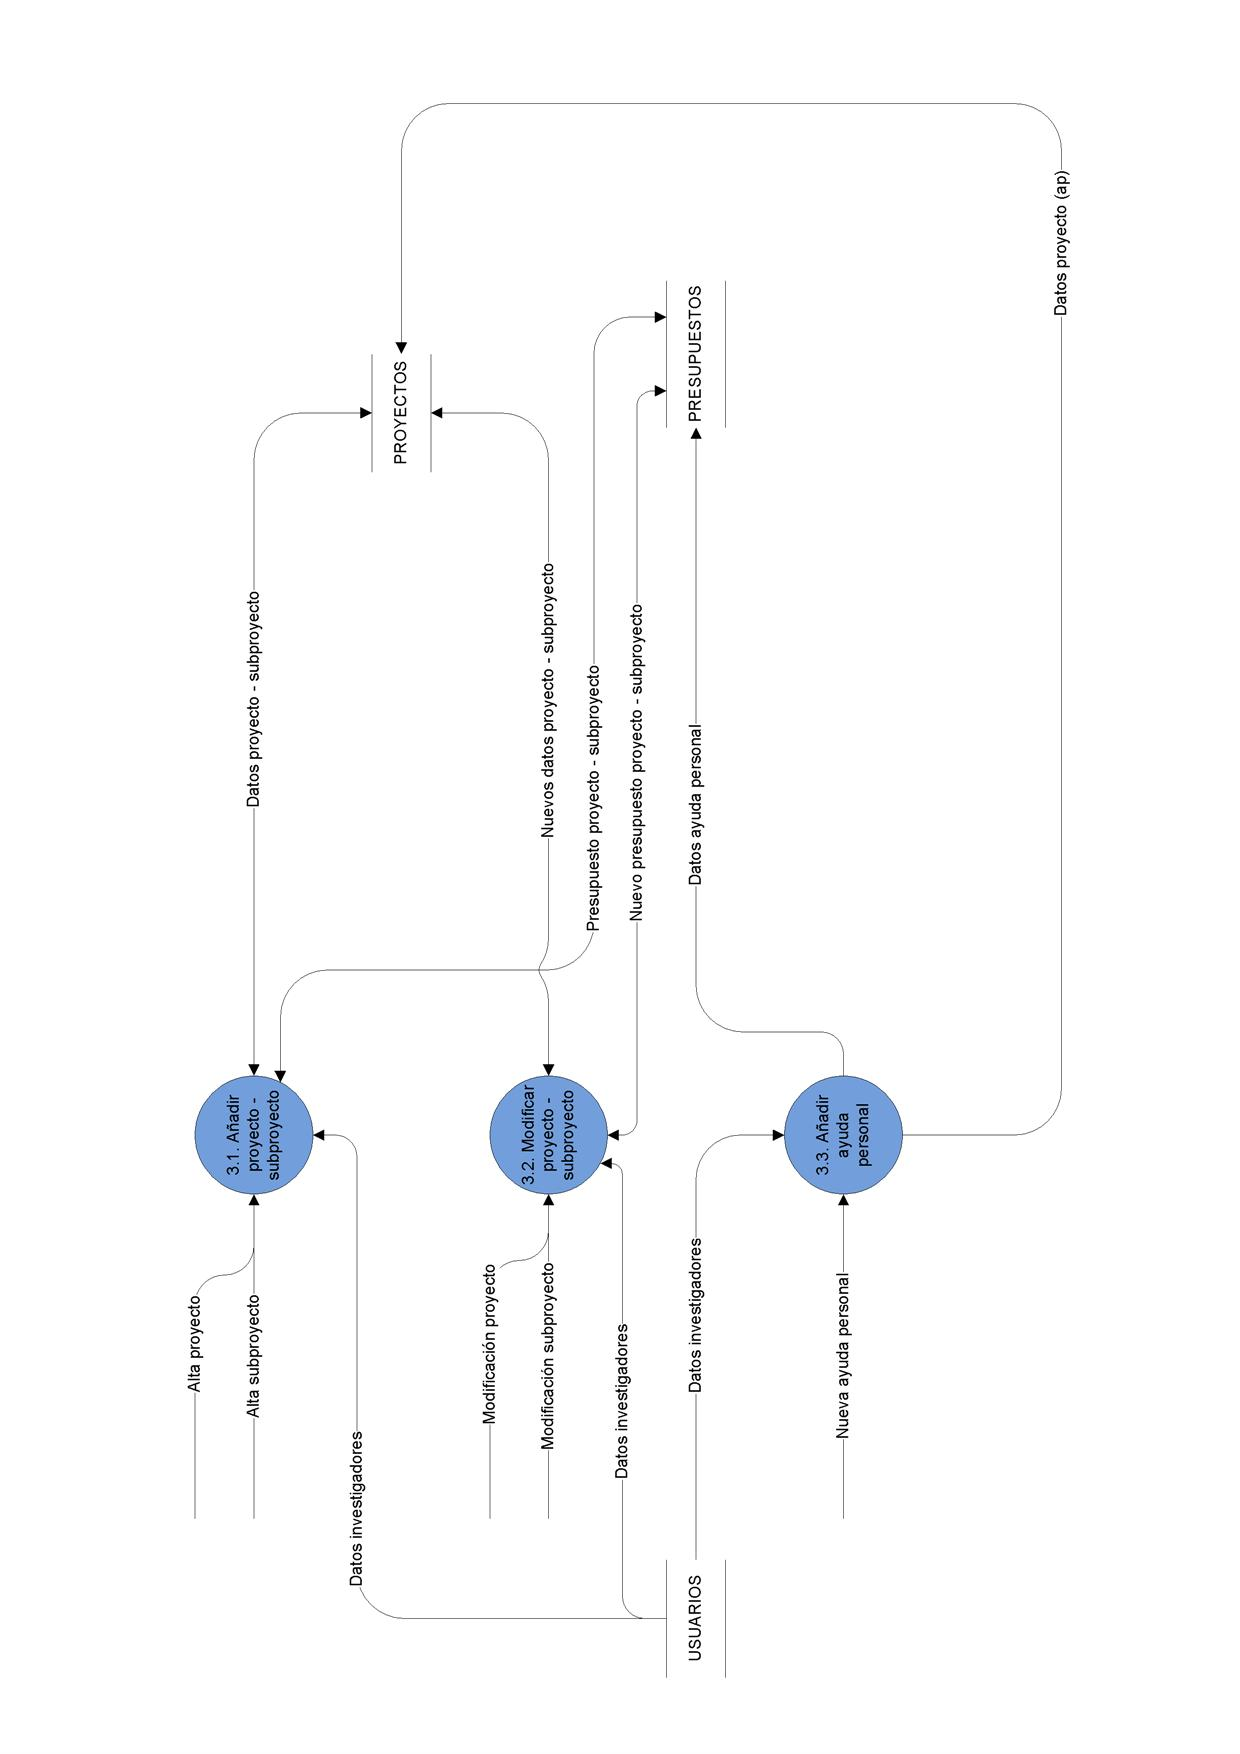 Alta proyecto
Alta subproyecto
3.1. Añadir
proyecto -
subproyecto
Datos proyecto - subproyecto
PROYECTOS
Datos investigadores
Modificación proyecto
Modificación subproyecto
3.2. Modificar
proyecto -
subproyecto
Nuevos datos proyecto - subproyecto
Presupuesto proyecto - subproyecto
Nuevo presupuesto proyecto - subproyecto
Datos investigadores
USUARIOS
Datos investigadores
Datos ayuda personal
PRESUPUESTOS
Nueva ayuda personal
3.3. Añadir
ayuda
personal
Datos proyecto (ap)